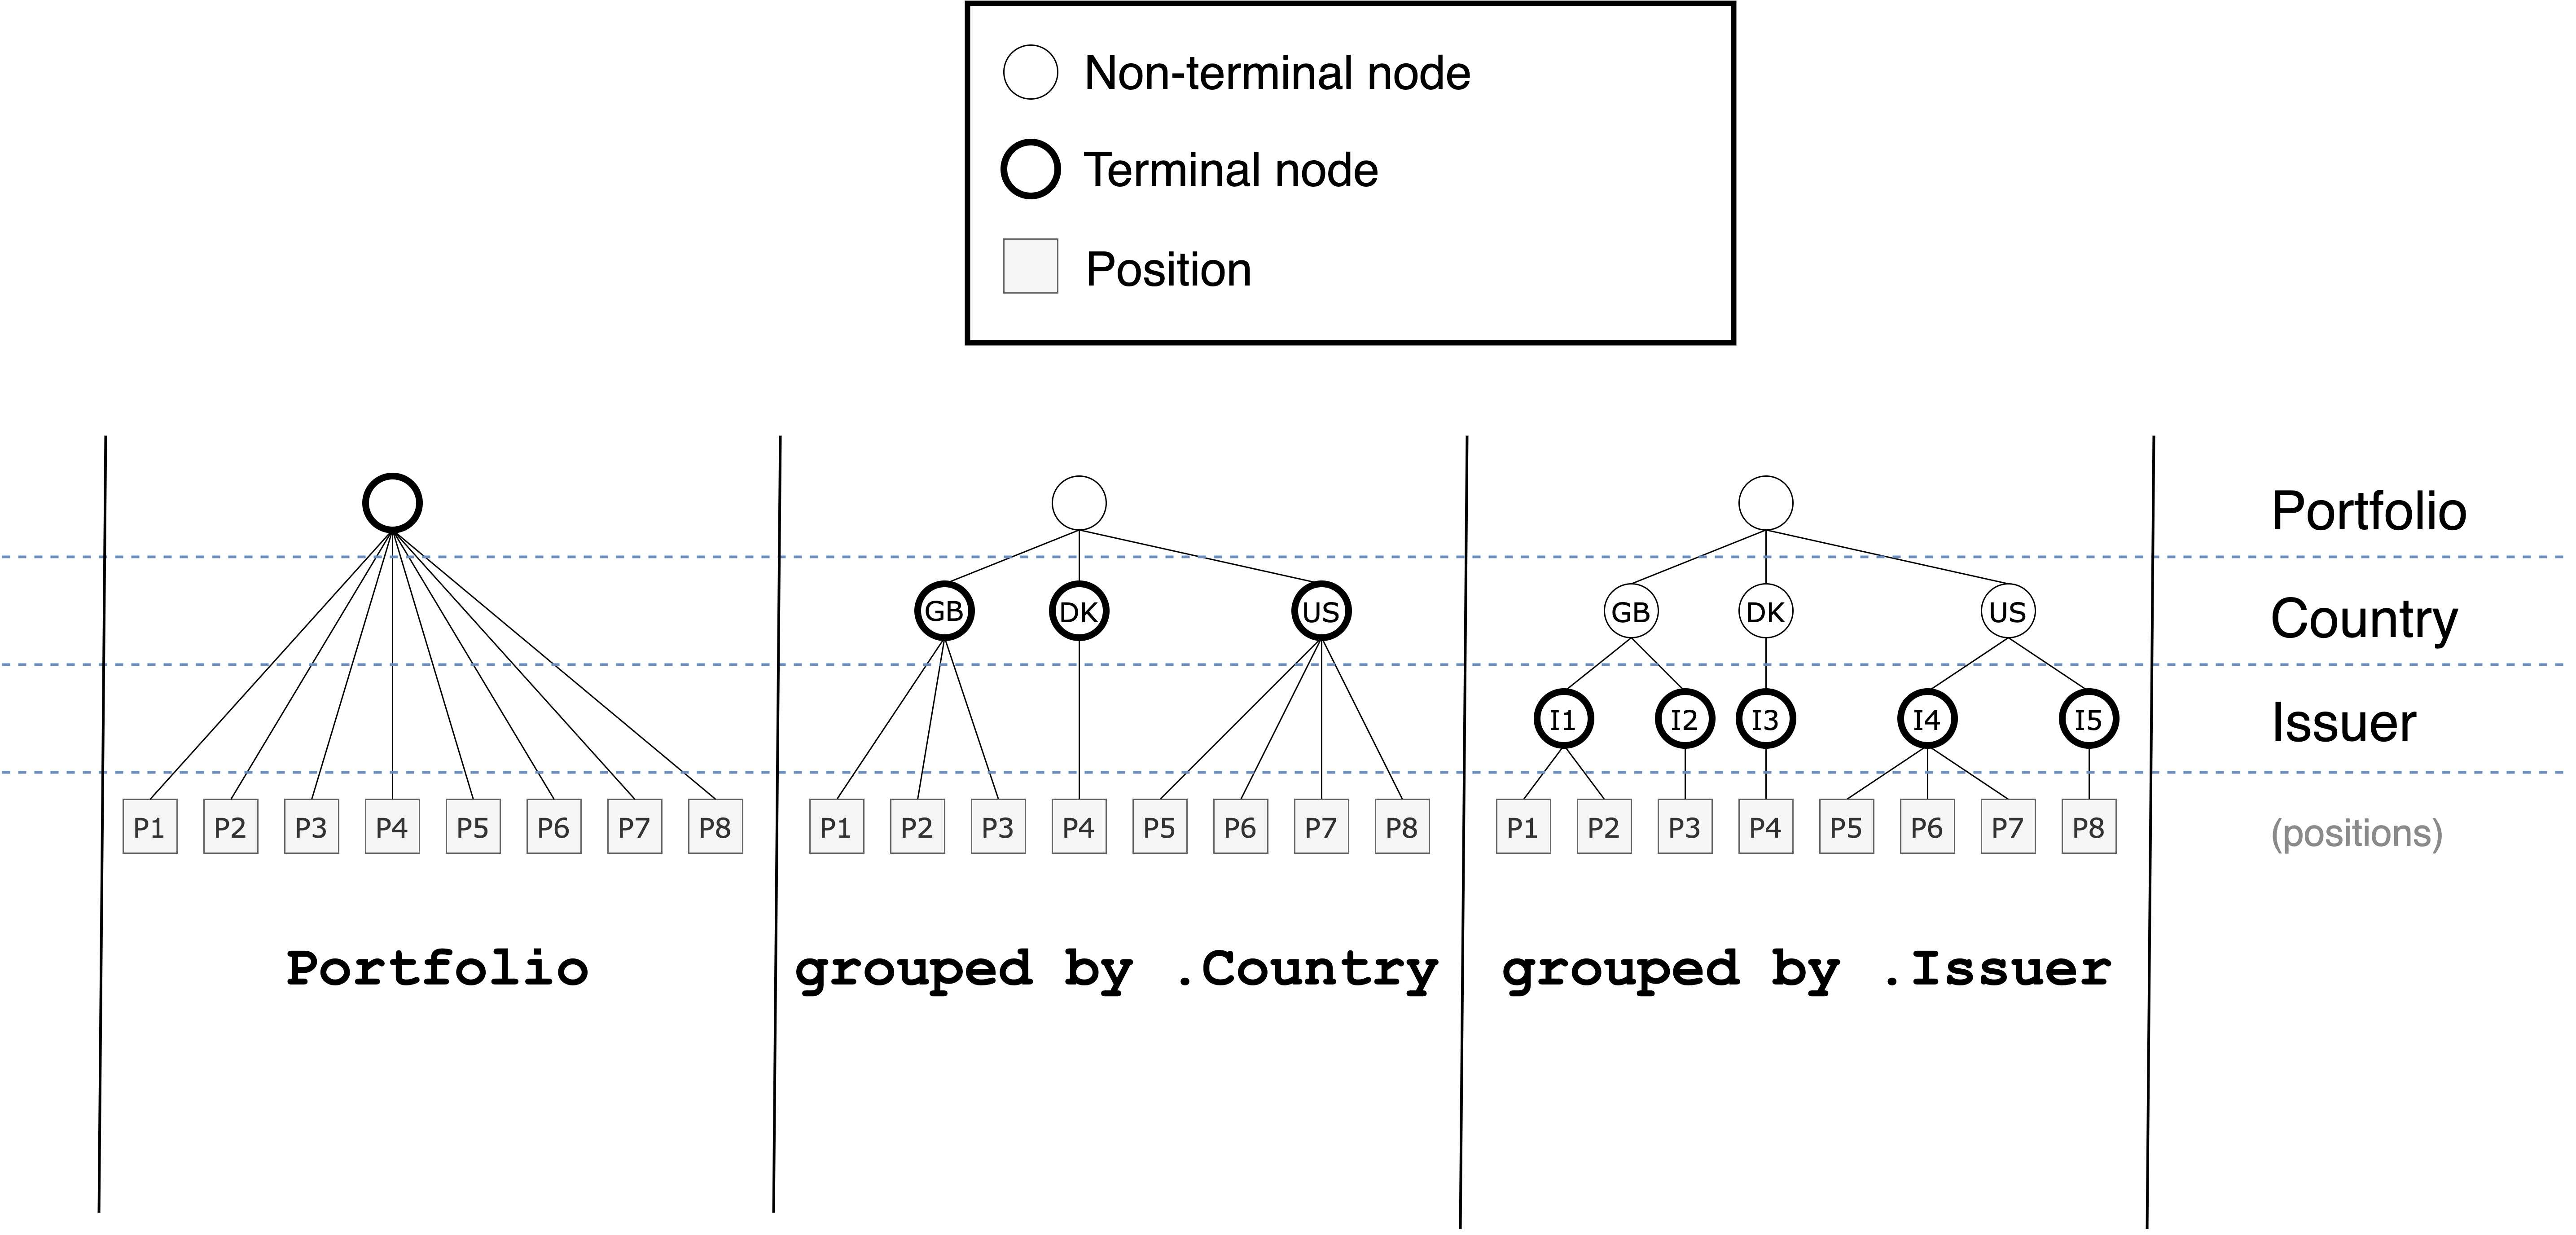 Non-terminal node
Terminal node
Position
Portfolio
GB DK US GB DK US Country
I1 I2 I3 I4 I5 Issuer
P1 P2 P3 P4 P5 P6 P7 P8 P1 P2 P3 P4 P5 P6 P7 P8 P1 P2 P3 P4 P5 P6 P7 P8 (positions)
Portfolio grouped by .Country grouped by .Issuer